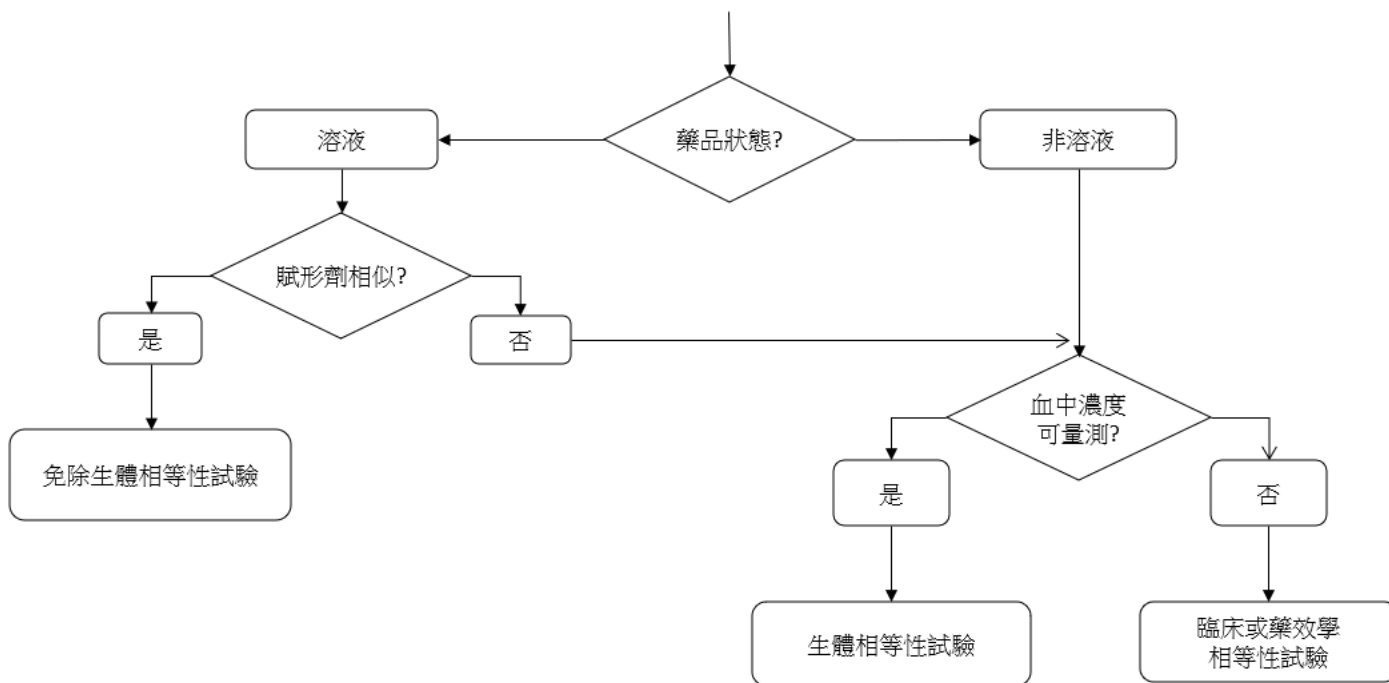 藥品狀態?
溶液
非溶液
賦形劑相似?
是
否
血中濃度
可量測?
免除生體相等性試驗
是
否
生體相等性試驗
臨床或藥效學
相等性試驗